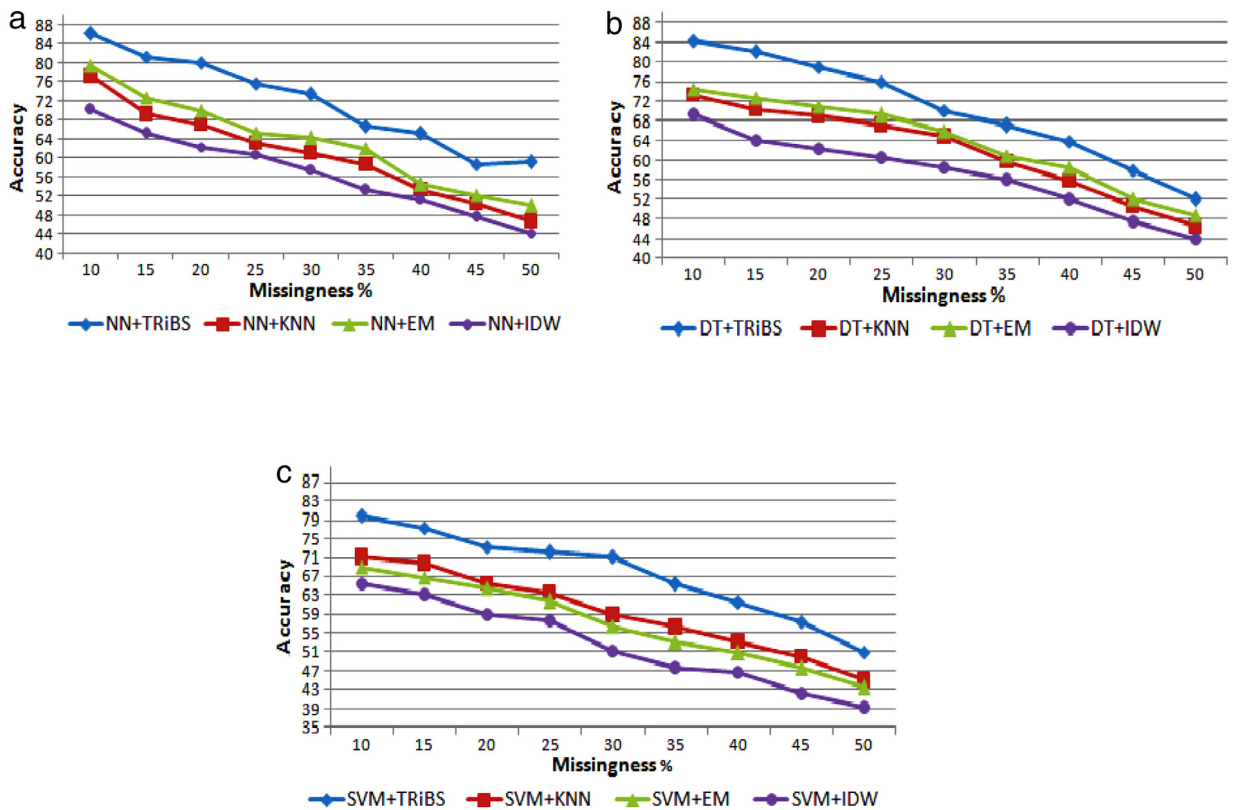 a
88
84
80
76
72
68
64
60
56
52
48
44
40
Accuracy
10 15 20 25 30 35 40 45 50
Missingness %
NN+TRiBS NN+KNN NN+EM NN+IDW
b
88
84
80
76
72
68
64
60
56
52
48
44
40
Accuracy
10 15 20 25 30 35 40 45 50
Missingness %
DT+TRiBS DT+KNN DT+EM DT+IDW
c
87
83
79
75
71
67
63
59
55
51
47
43
39
35
Accuracy
10 15 20 25 30 35 40 45 50
Missingness %
SVM+TRiBS SVM+KNN SVM+EM SVM+IDW